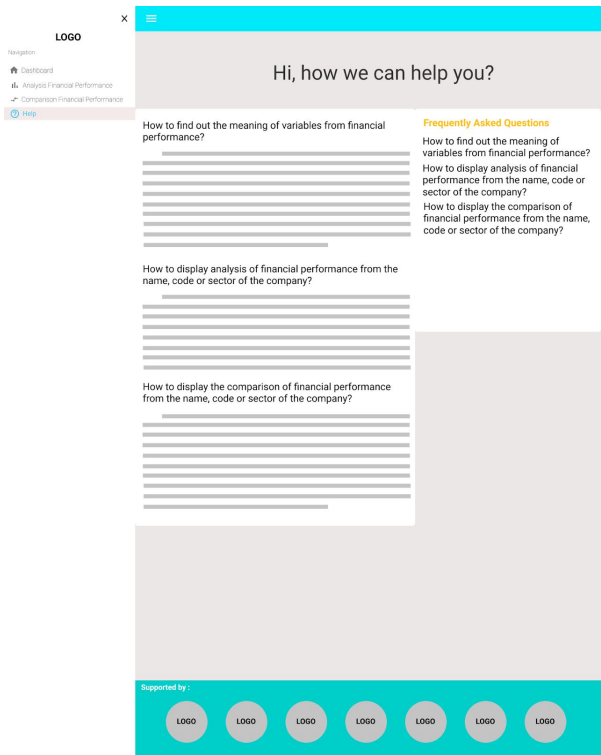 X
LOGO
Navigation
Dashboard
Analysis Financial Performance
Comparison Financial Performance
Help
Hi, how we can help you?
How to find out the meaning of variables from financial
performance?
How to display analysis of financial performance from the
name, code or sector of the company?
How to display the comparison of financial performance
from the name, code or sector of the company?
Frequently Asked Questions
How to find out the meaning of
variables from financial performance?
How to display analysis of financial
performance from the name, code or
sector of the company?
How to display the comparison of
financial performance from the name,
code or sector of the company?
Supported by :
LOGO
LOGO
LOGO
LOGO
LOGO
LOGO
LOGO